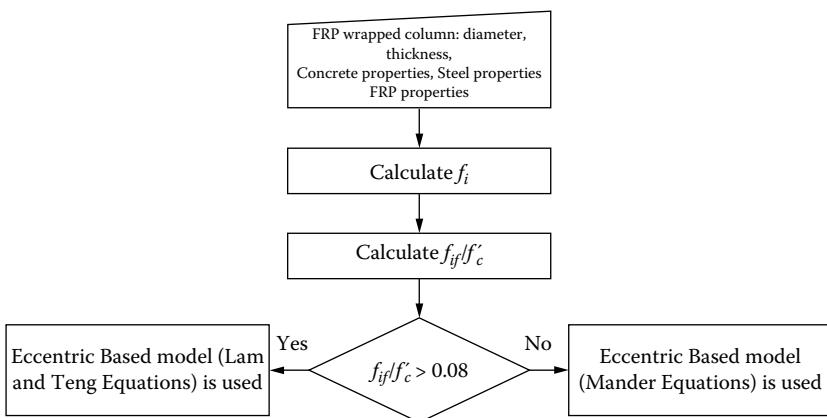 FRP wrapped column: diameter,
thickness,
Concrete properties, Steel properties
FRP properties
Calculate f_i
Calculate f_if/f′_c
Yes
No
Eccentric Based model (Lam
and Teng Equations) is used
f_if/f′_c > 0.08
Eccentric Based model
(Mander Equations) is used